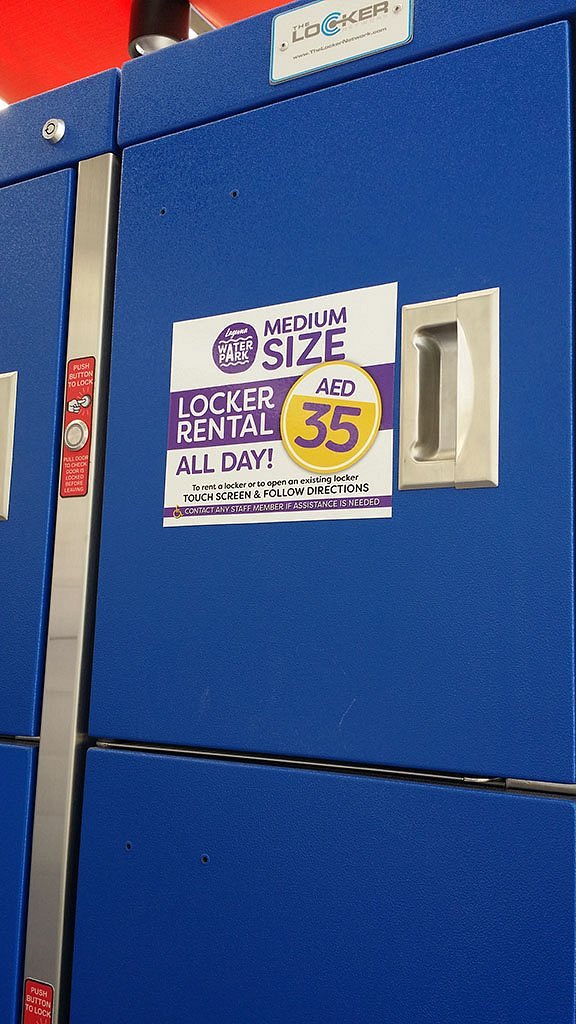 THE
LOCKER
NETWORK
www.TheLockerNetwork.com
Laguna
WATER
PARK
MEDIUM
SIZE
LOCKER
RENTAL
ALL DAY!
AED
35
To rent a locker or to open an existing locker
TOUCH SCREEN & FOLLOW DIRECTIONS
CONTACT ANY STAFF MEMBER IF ASSISTANCE IS NEEDED
PUSH
BUTTON
TO LOCK
PULL DOOR
TO CHECK
DOOR IS
LOCKED
BEFORE
LEAVING
PUSH
BUTTON
TO LOCK